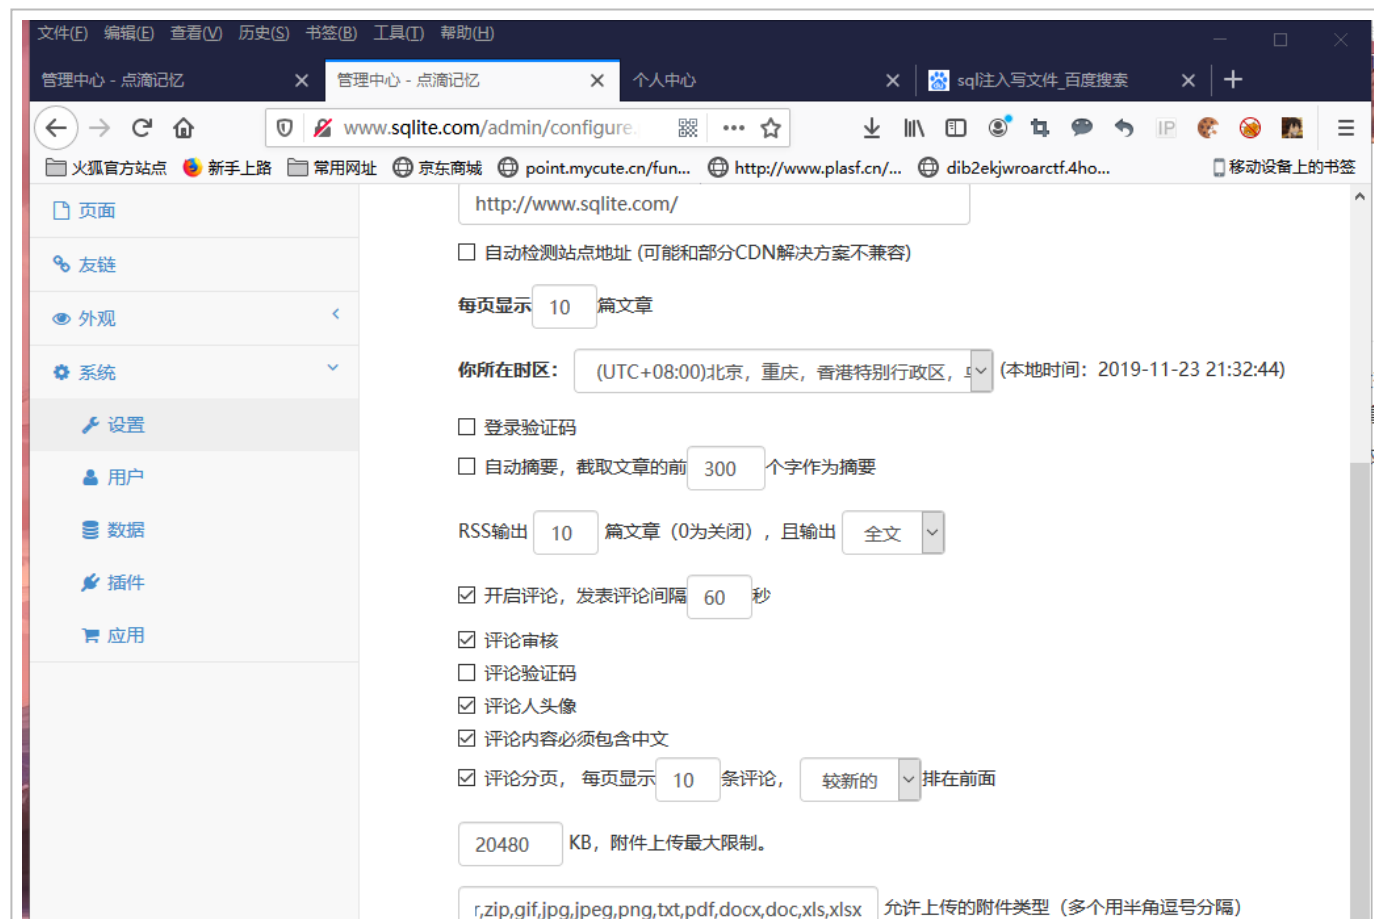 文件(F) 编辑(E) 查看(V) 历史(S) 书签(B) 工具(T) 帮助(H)
管理中心 - 点滴记忆 管理中心 - 点滴记忆 个人中心 sql注入写文件_百度搜索
www.sqlite.com/admin/configure. IP
火狐官方站点 新手上路 常用网址 京东商城 point.mycute.cn/fun... http://www.plasf.cn/... dib2ekjwroarctf.4ho... 移动设备上的书签
页面
友链
外观
系统
设置
用户
数据
插件
应用
http://www.sqlite.com/
自动检测站点地址 (可能和部分CDN解决方案不兼容)
每页显示 10 篇文章
你所在时区： (UTC+08:00)北京，重庆，香港特别行政区， (本地时间：2019-11-23 21:32:44)
登录验证码
自动摘要，截取文章的前 300 个字作为摘要
RSS输出 10 篇文章（0为关闭），且输出 全文
开启评论，发表评论间隔 60 秒
评论审核
评论验证码
评论人头像
评论内容必须包含中文
评论分页， 每页显示 10 条评论， 较新的 排在前面
20480 KB，附件上传最大限制。
r,zip,gif,jpg,jpeg,png,txt,pdf,docx,doc,xls,xlsx 允许上传的附件类型（多个用半角逗号分隔）